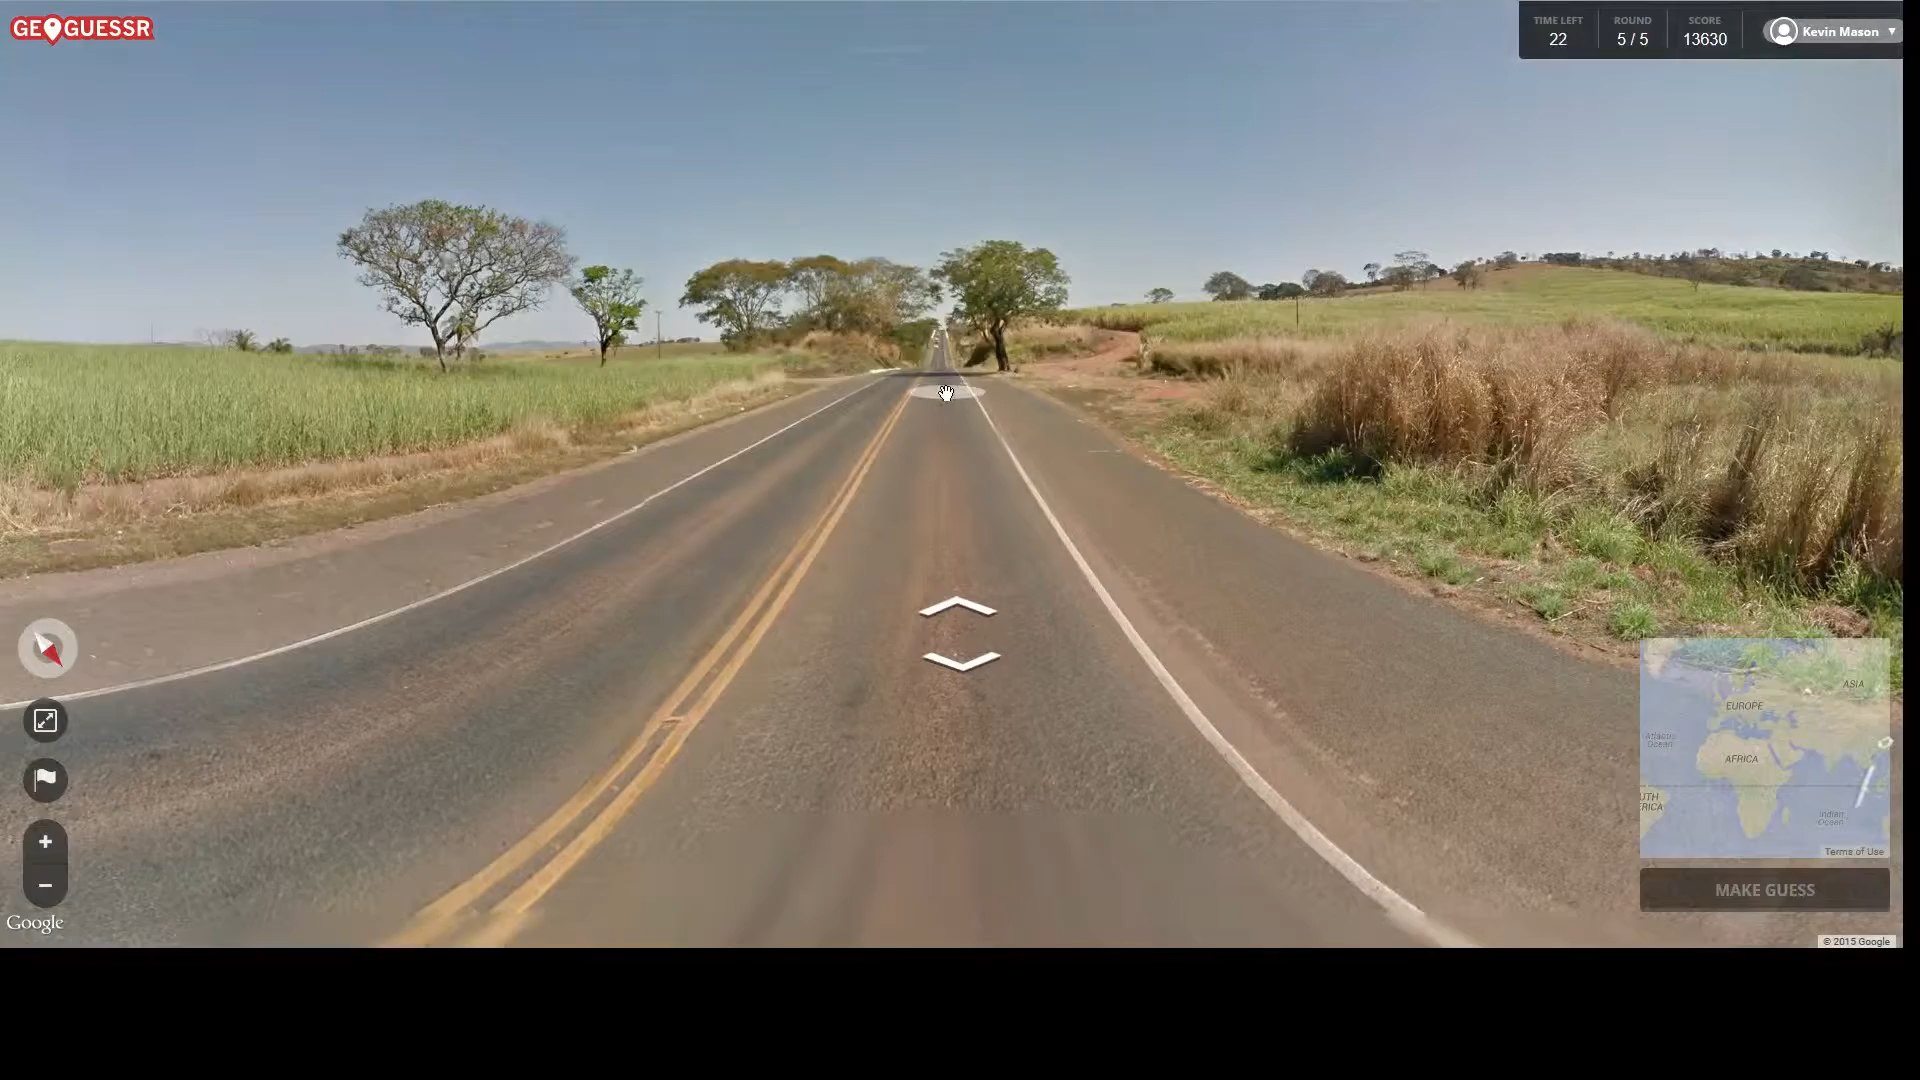 GEOGUESSR
TIME LEFT
22
ROUND
5 / 5
SCORE
13630
Kevin Mason
ASIA
EUROPE
Atlantic
Ocean
AFRICA
UTH
ERICA
Indian
Ocean
Terms of Use
MAKE GUESS
Google
© 2015 Google